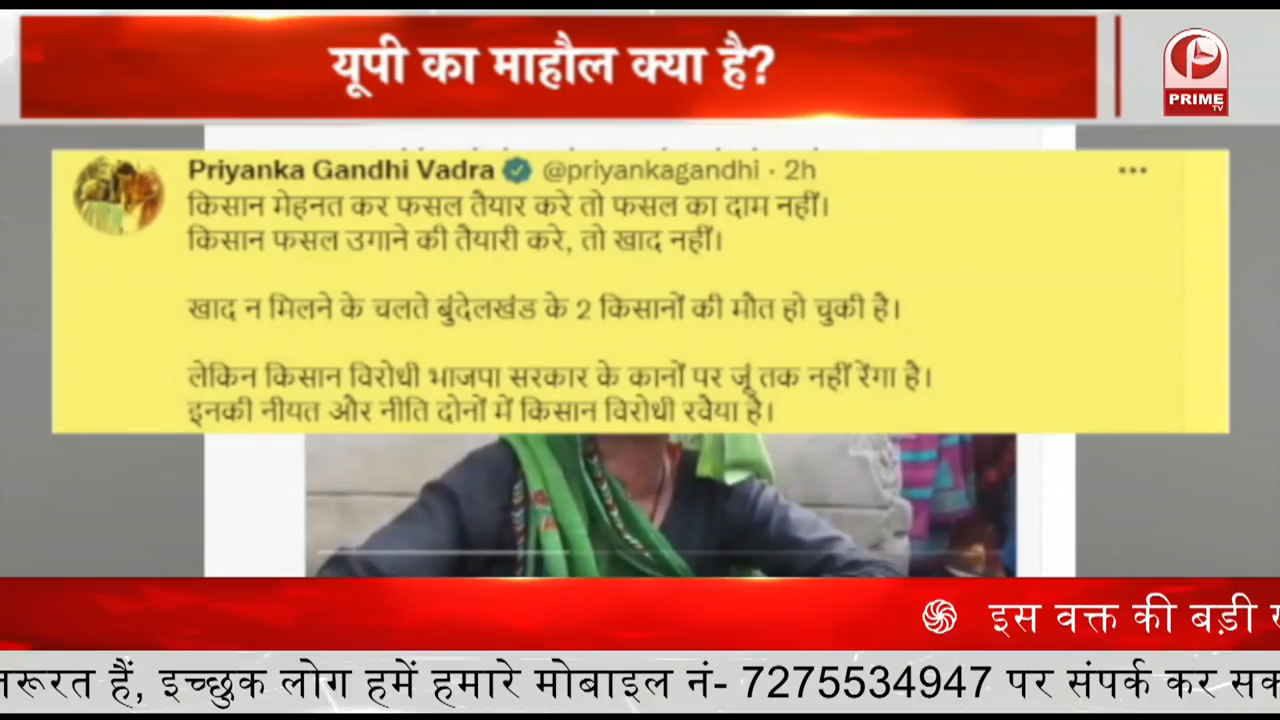 यूपी का माहौल क्या है?
PRIME
TV
Priyanka Gandhi Vadra @priyankagandhi · 2h
किसान मेहनत कर फसल तैयार करे तो फसल का दाम नहीं।
किसान फसल उगाने की तैयारी करे, तो खाद नहीं।
खाद न मिलने के चलते बुंदेलखंड के 2 किसानों की मौत हो चुकी है।
लेकिन किसान विरोधी भाजपा सरकार के कानों पर जूं तक नहीं रेंगा है।
इनकी नीयत और नीति दोनों में किसान विरोधी रवैया है।
इस वक्त की बड़ी
हैं, इच्छुक लोग हमें हमारे मोबाइल नं- 7275534947 पर संपर्क कर